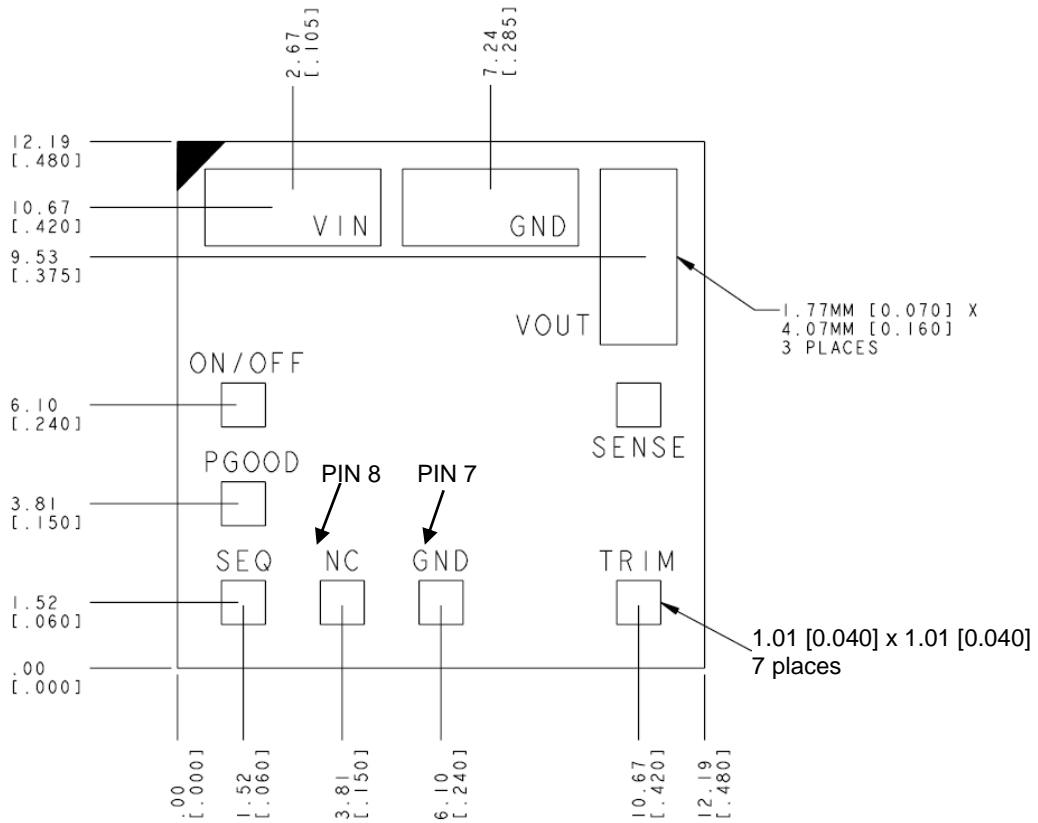 2.67
[.105]
7.24
[.285]
12.19
[.480]
10.67
[.420]
VIN
GND
9.53
[.375]
VOUT
1.77MM [0.070] X
4.07MM [0.160]
3 PLACES
ON/OFF
6.10
[.240]
SENSE
PGOOD
PIN 8
PIN 7
3.81
[.150]
SEQ
NC
GND
TRIM
1.52
[.060]
1.01 [0.040] x 1.01 [0.040]
7 places
.00
[.000]
.00
[.000]
1.52
[.060]
3.81
[.150]
6.10
[.240]
10.67
[.420]
12.19
[.480]